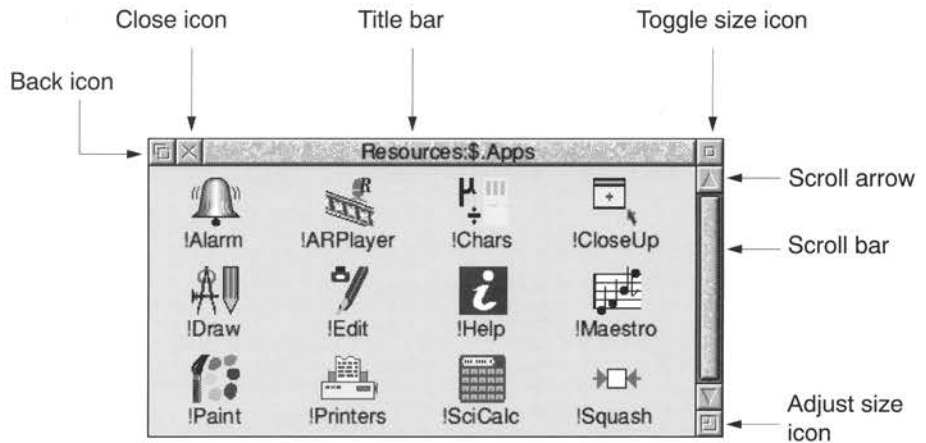 Close icon
Title bar
Toggle size icon
Back icon
Resources:$.Apps
Scroll arrow
!Alarm
!ARPlayer
!Chars
!CloseUp
Scroll bar
!Draw
!Edit
!Help
!Maestro
!Paint
!Printers
!SciCalc
!Squash
Adjust size
icon